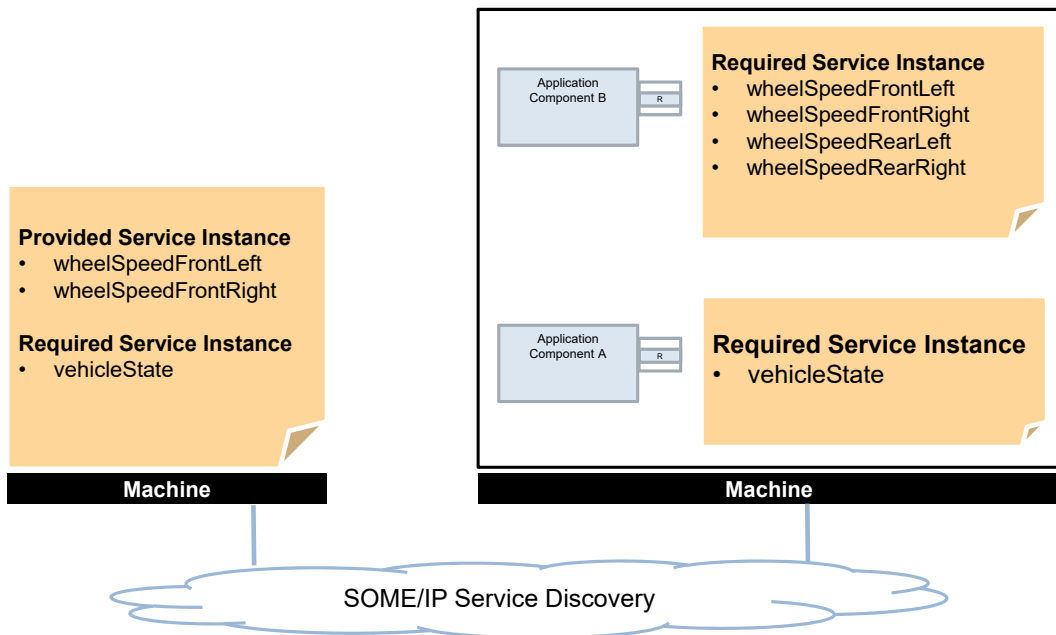 Provided Service Instance
• wheelSpeedFrontLeft
• wheelSpeedFrontRight
Required Service Instance
• vehicleState
Machine
Application
Component B
R
Required Service Instance
• wheelSpeedFrontLeft
• wheelSpeedFrontRight
• wheelSpeedRearLeft
• wheelSpeedRearRight
Application
Component A
R
Required Service Instance
• vehicleState
Machine
SOME/IP Service Discovery